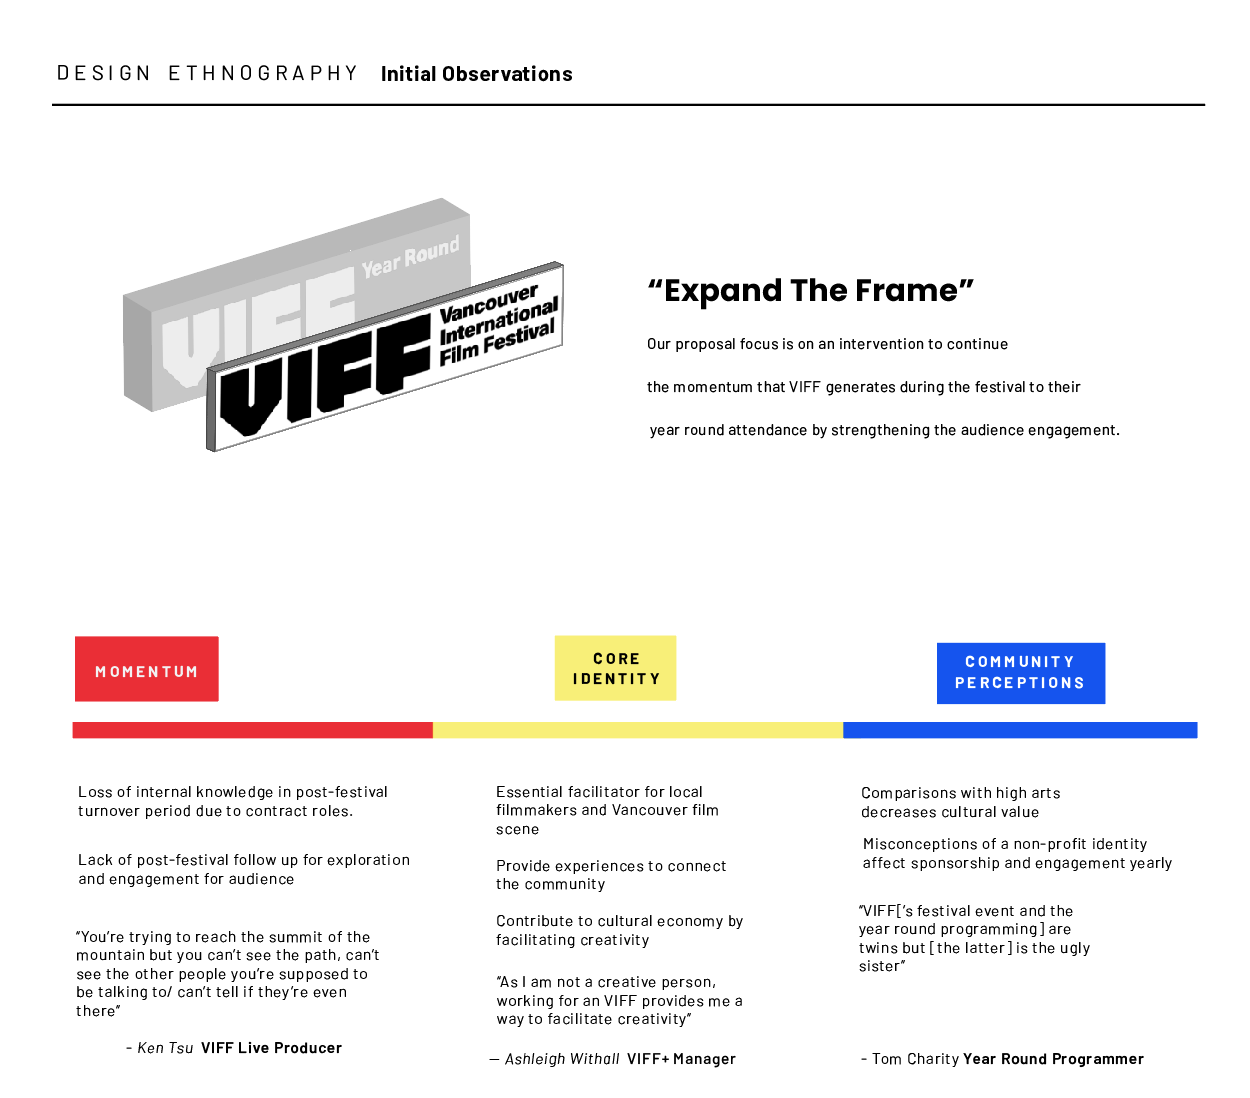 DESIGN ETHNOGRAPHY Initial Observations
VIFF Year Round
VIFF Vancouver
International
Film Festival
“Expand The Frame”
Our proposal focus is on an intervention to continue
the momentum that VIFF generates during the festival to their
year round attendance by strengthening the audience engagement.
MOMENTUM
Loss of internal knowledge in post-festival
turnover period due to contract roles.
Lack of post-festival follow up for exploration
and engagement for audience
“You’re trying to reach the summit of the
mountain but you can’t see the path, can’t
see the other people you’re supposed to
be talking to/ can’t tell if they’re even
there”
- Ken Tsu VIFF Live Producer
CORE
IDENTITY
Essential facilitator for local
filmmakers and Vancouver film
scene
Provide experiences to connect
the community
Contribute to cultural economy by
facilitating creativity
“As I am not a creative person,
working for an VIFF provides me a
way to facilitate creativity”
— Ashleigh Withall VIFF+ Manager
COMMUNITY
PERCEPTIONS
Comparisons with high arts
decreases cultural value
Misconceptions of a non-profit identity
affect sponsorship and engagement yearly
“VIFF[’s festival event and the
year round programming] are
twins but [the latter] is the ugly
sister”
- Tom Charity Year Round Programmer